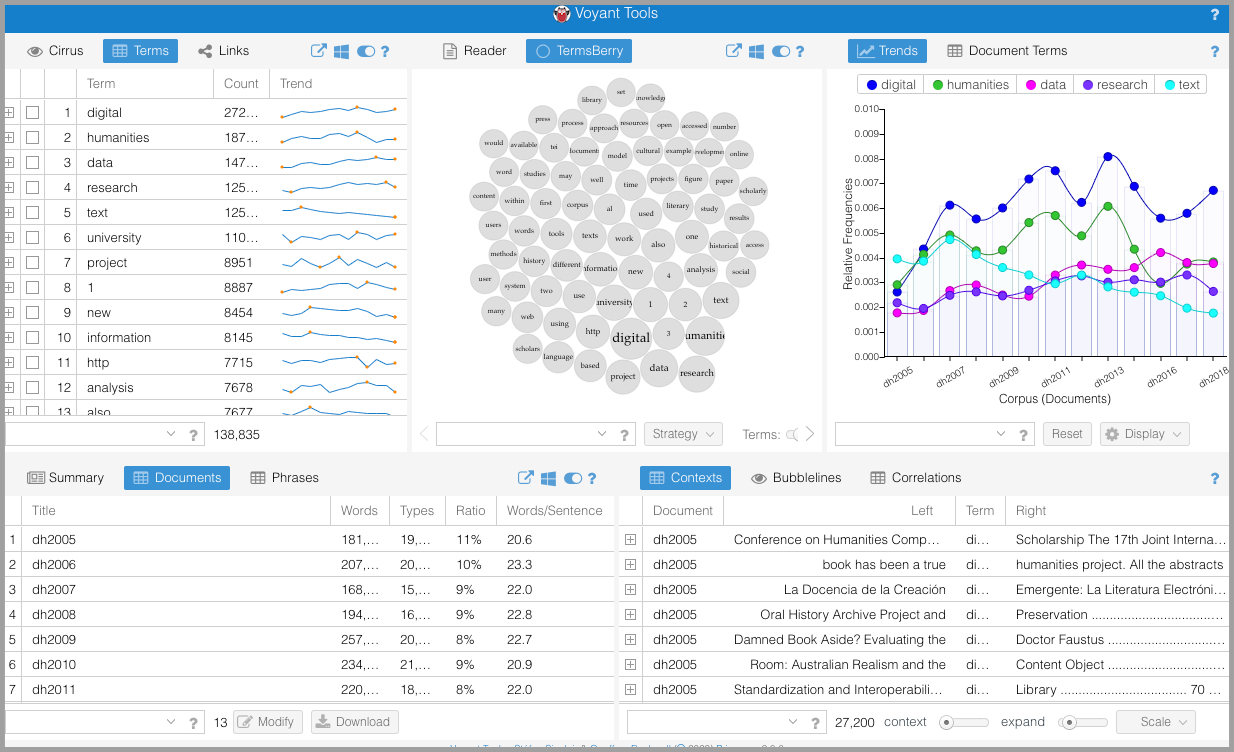 Voyant Tools ?
Cirrus Terms Links ?
Term Count Trend
1 digital 272…
2 humanities 187…
3 data 147…
4 research 125…
5 text 125…
6 university 110…
7 project 8951
8 1 8887
9 new 8454
10 information 8145
11 http 7715
12 analysis 7678
13 also 7677
? 138,835
Reader TermsBerry ?
set
library knowledg
press process approach resources open accessed number
would available tei document model cultural example velopme online
word studies may well time projects figure paper scholarly
content within first corpus al used literary study results
users words tools texts work also one historical access
methods history different informatio new 4 analysis social
user system two use university 1 2 text
many web using http digital 3 umanitie
scholars language based project data research
? Strategy Terms:
Trends Document Terms ?
digital humanities data research text
Relative Frequencies
0.010
0.009
0.008
0.007
0.006
0.005
0.004
0.003
0.002
0.001
0.000
dh2005 dh2007 dh2009 dh2011 dh2013 dh2016 dh2018
Corpus (Documents)
? Reset Display
Summary Documents Phrases ?
Title Words Types Ratio Words/Sentence
1 dh2005 181,… 19,… 11% 20.6
2 dh2006 207,… 20,… 10% 23.3
3 dh2007 168,… 15,… 9% 22.0
4 dh2008 194,… 16,… 9% 22.8
5 dh2009 257,… 20,… 8% 22.7
6 dh2010 234,… 21,… 9% 20.9
7 dh2011 220,… 18,… 8% 22.0
? 13 Modify Download
Contexts Bubblelines Correlations ?
Document Left Term Right
dh2005 Conference on Humanities Comp… di… Scholarship The 17th Joint Interna…
dh2005 book has been a true di… humanities project. All the abstracts
dh2005 La Docencia de la Creación di… Emergente: La Literatura Electróni…
dh2005 Oral History Archive Project and di… Preservation ....................................
dh2005 Damned Book Aside? Evaluating the di… Doctor Faustus ................................
dh2005 Room: Australian Realism and the di… Content Object ................................
dh2005 Standardization and Interoperabili… di… Library .................................. 70 …
? 27,200 context expand Scale